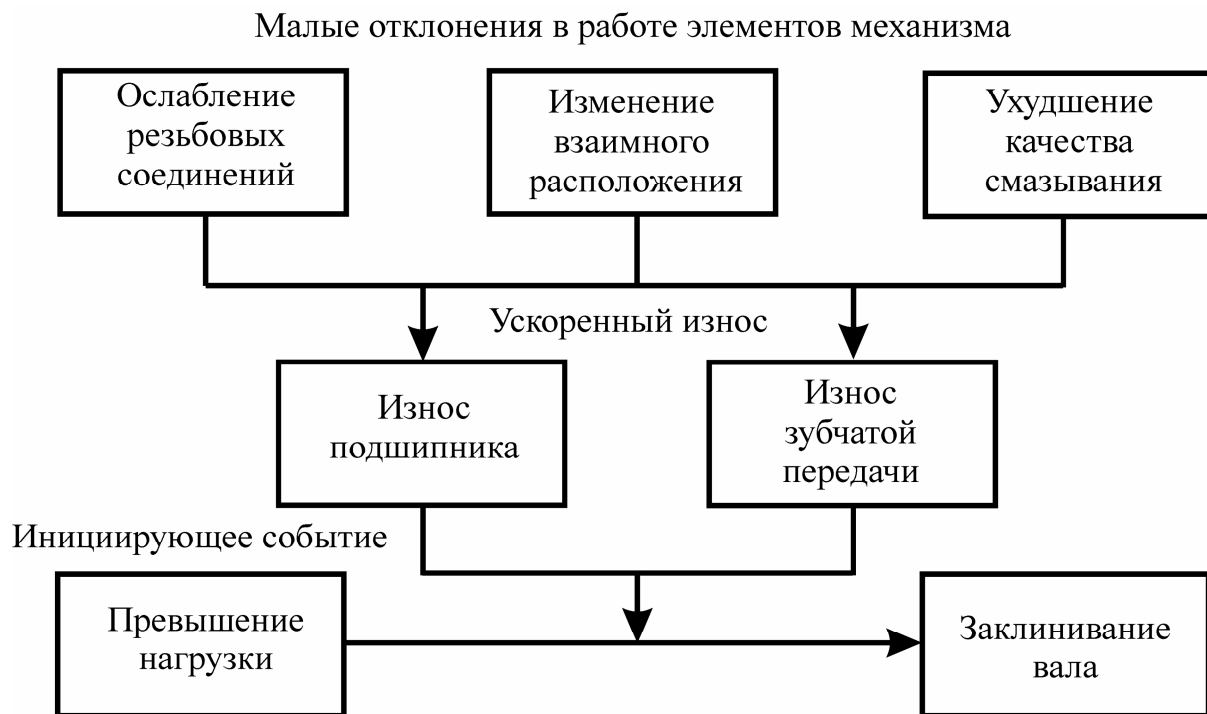 Малые отклонения в работе элементов механизма
Ослабление
резьбовых
соединений
Изменение
взаимного
расположения
Ухудшение
качества
смазывания
Ускоренный износ
Износ
подшипника
Износ
зубчатой
передачи
Инициирующее событие
Превышение
нагрузки
Заклинивание
вала